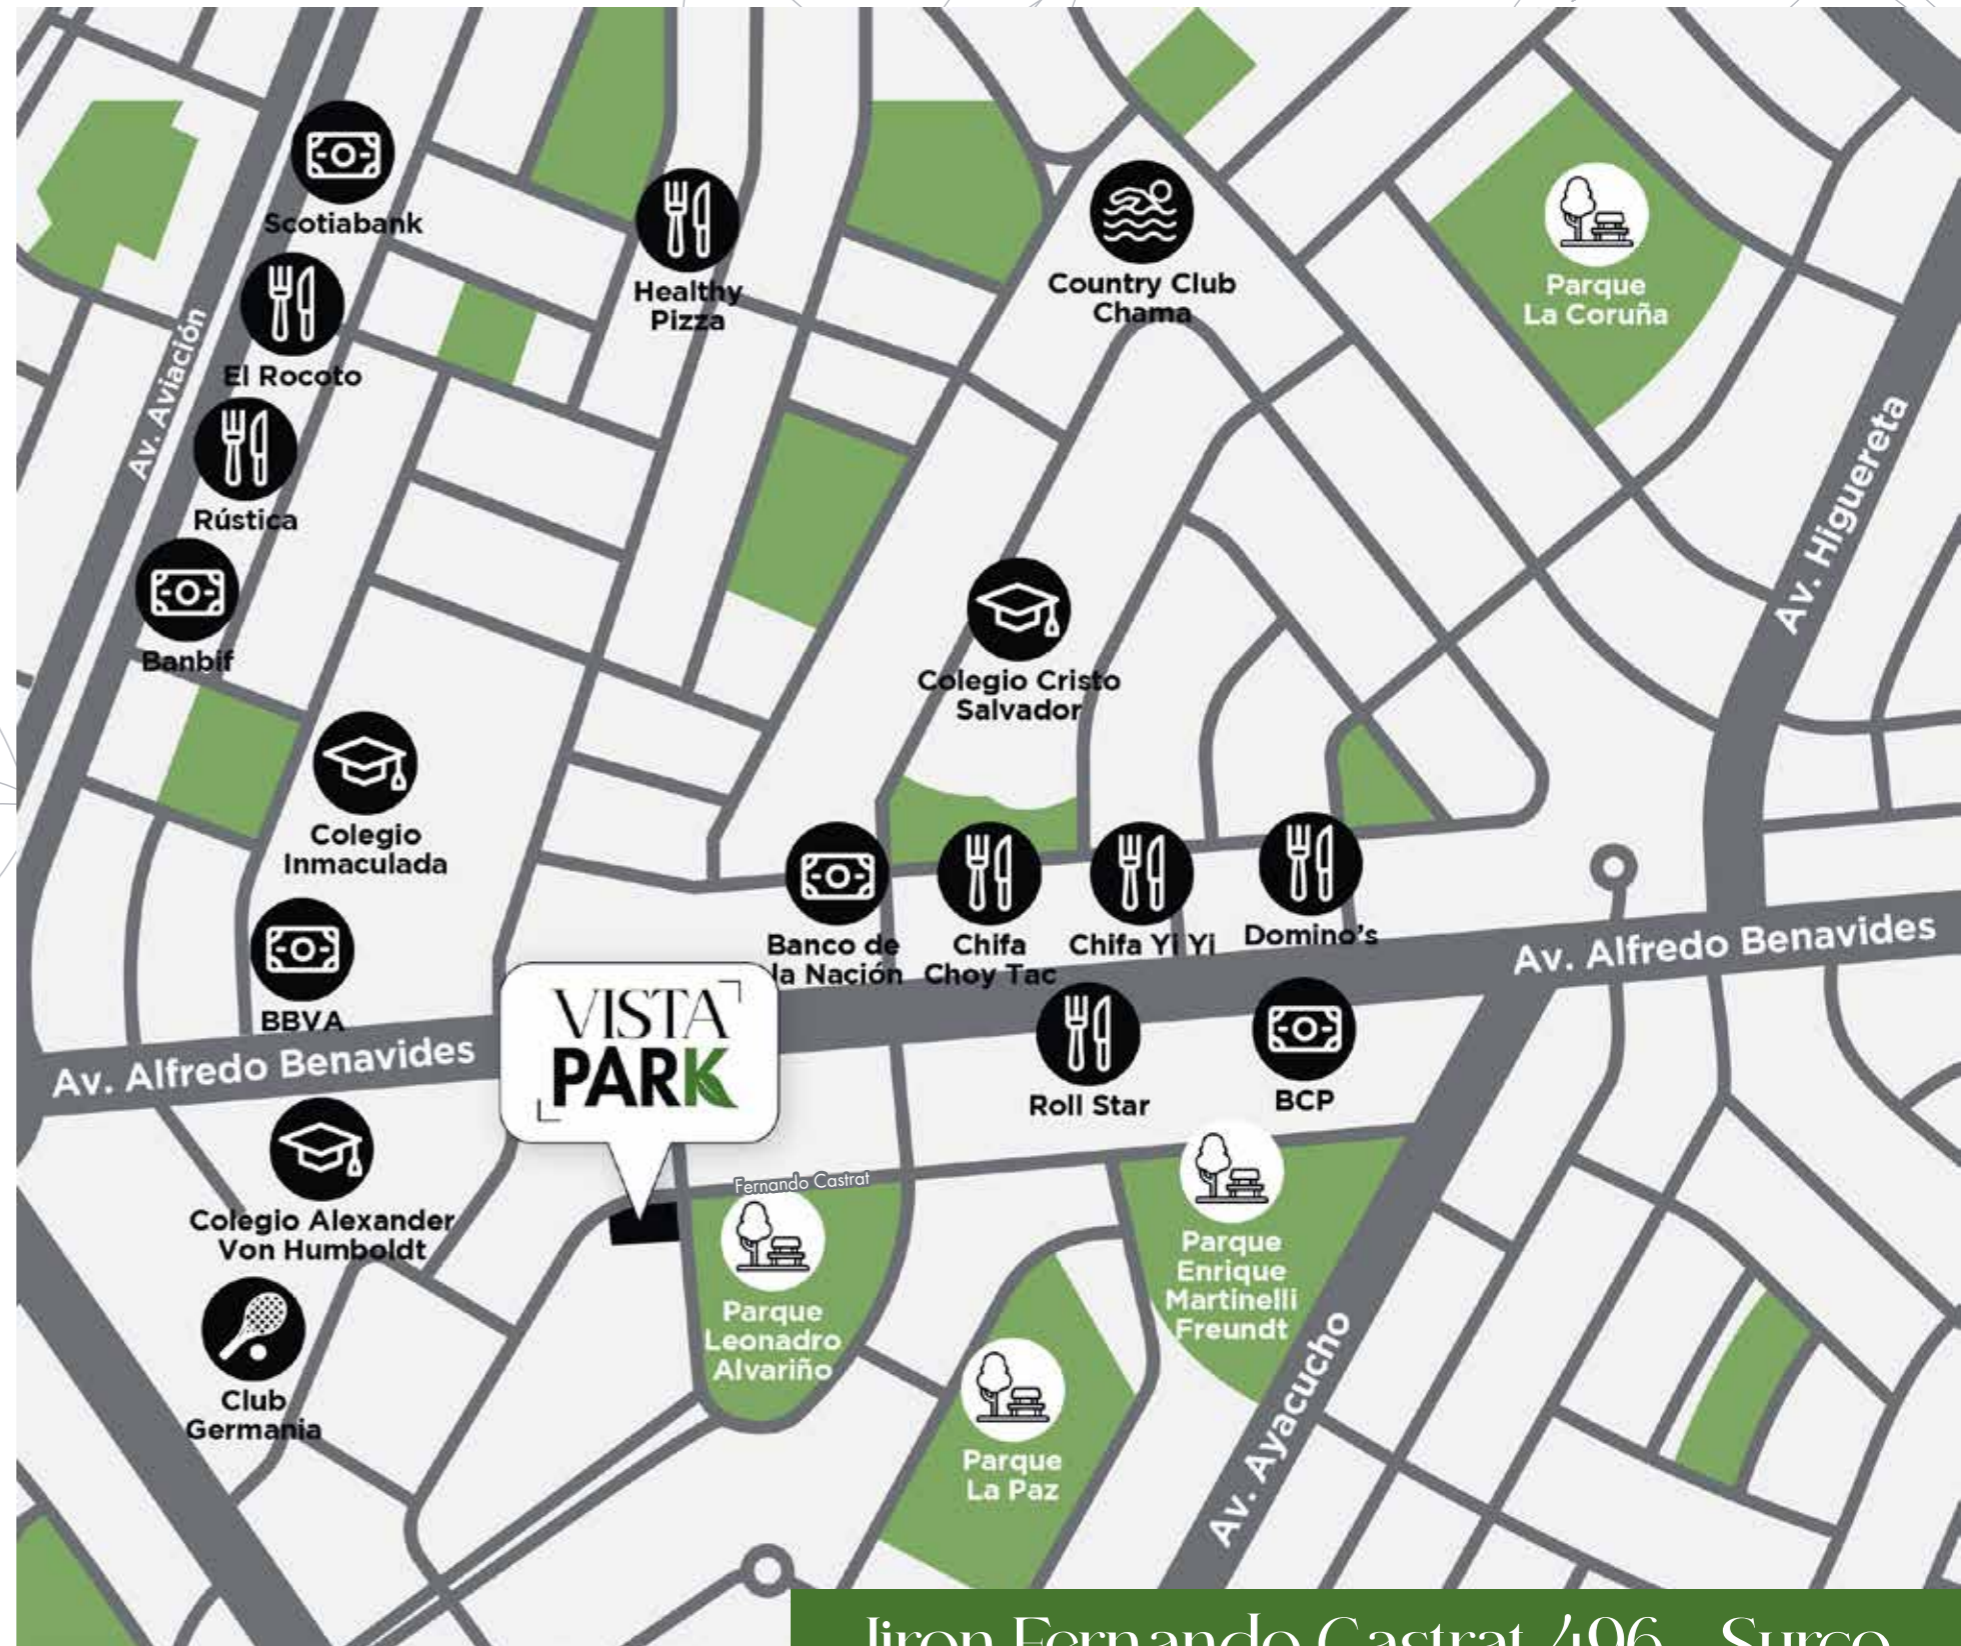 Scotiabank
Healthy
Pizza
Country Club
Chama
Parque
La Coruña
Av. Aviación
El Rocoto
Rústica
Av. Higuereta
Banbif
Colegio Cristo
Salvador
Colegio
Inmaculada
Banco de
la Nación
Chifa
Choy Tac
Chifa Yi Yi
Domino's
Av. Alfredo Benavides
BBVA
Av. Alfredo Benavides
VISTA
PARK
Roll Star
BCP
Fernando Castrat
Colegio Alexander
Von Humboldt
Parque
Leonadro
Alvariño
Parque
Enrique
Martinelli
Freundt
Club
Germania
Parque
La Paz
Av. Ayacucho
Jiron Fernando Castrat 496 - Surco